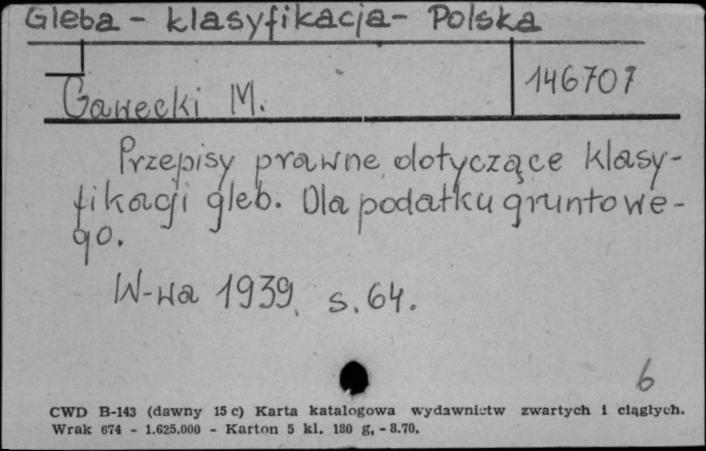 Gleba - klasyfikacja - Polska
Gawecki M.
146707
Przepisy prawne dotyczące klasy-
fikacji gleb. Dla podatku gruntowe-
go.
W-wa 1939, s. 64.
6
CWD B-143 (dawny 15 c) Karta katalogowa wydawnictw zwartych i ciągłych.
Wrak 674 - 1.625.000 - Karton 5 kl. 180 g, - 8.70.